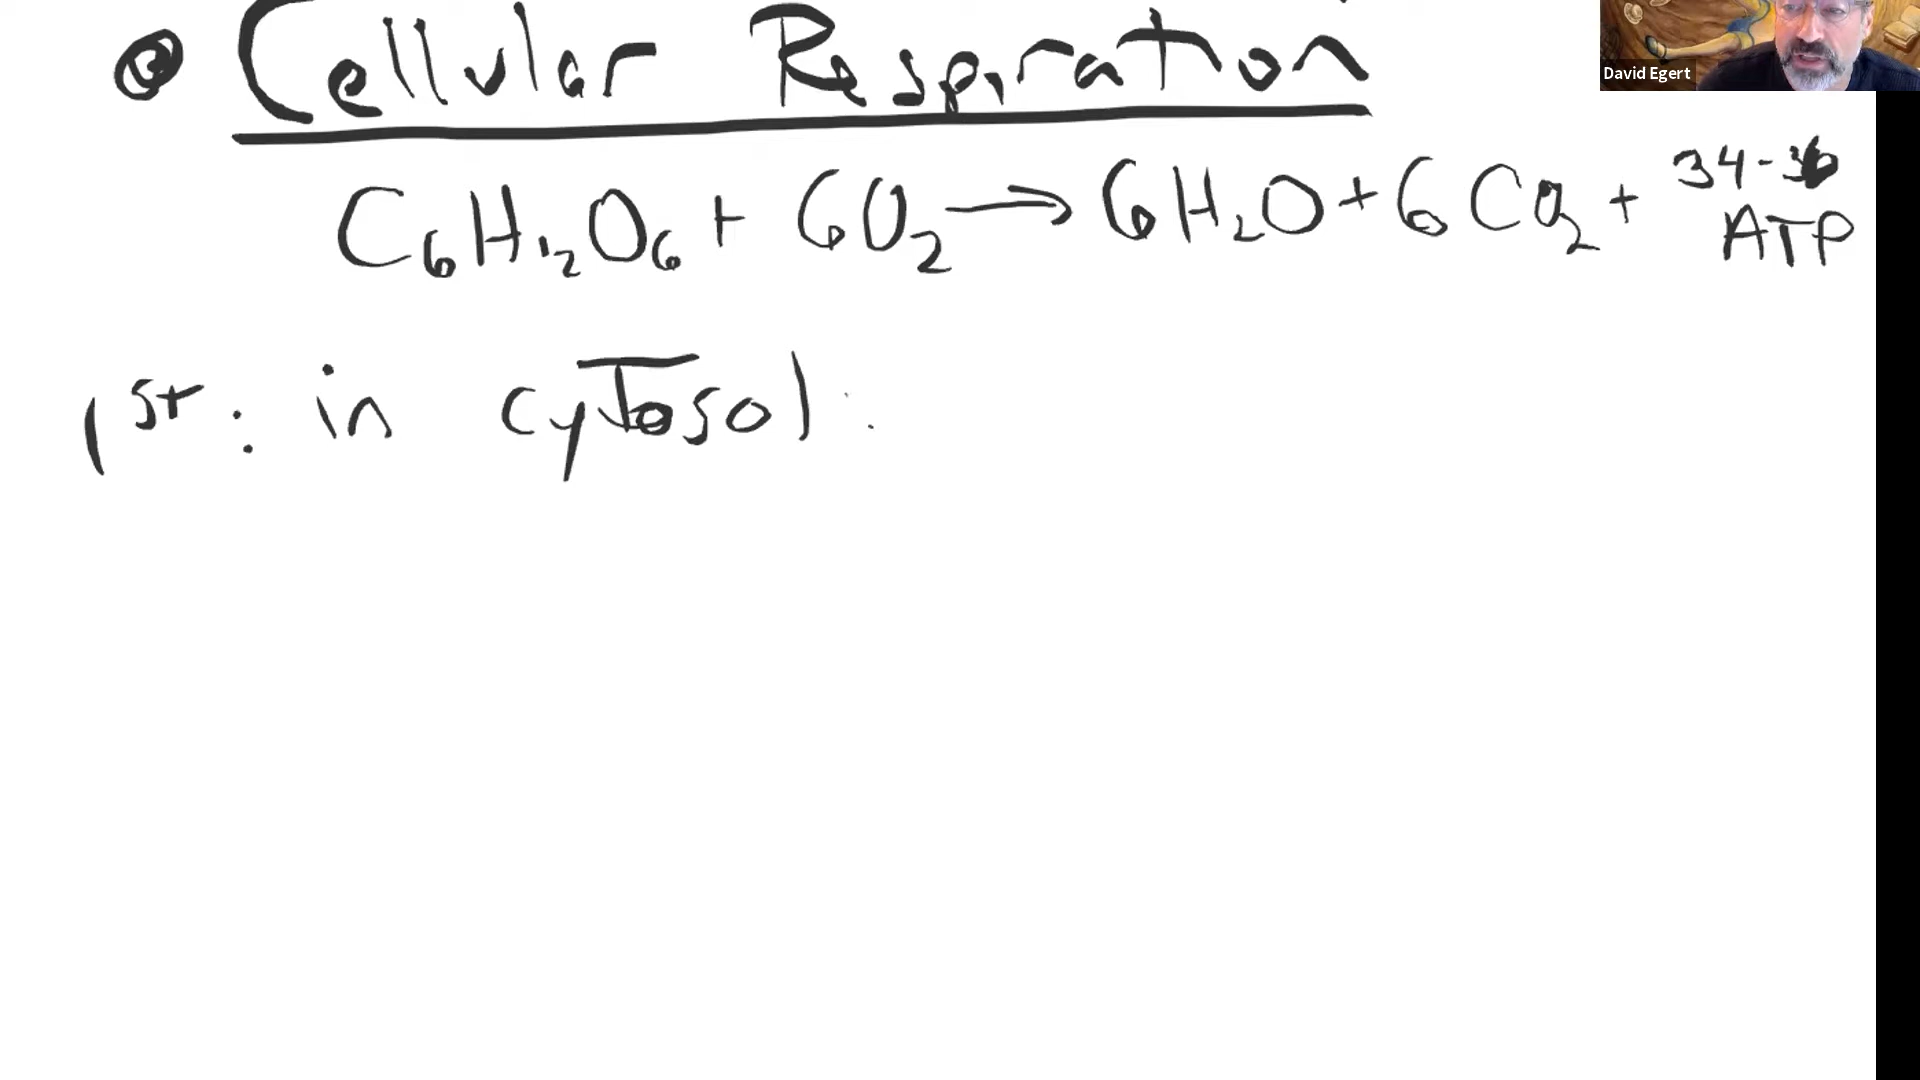 Cellular Respiration
David Egert
C₆H₁₂O₆ + 6O₂ → 6H₂O + 6CO₂ + 34-36 ATP
1st: in cytosol: